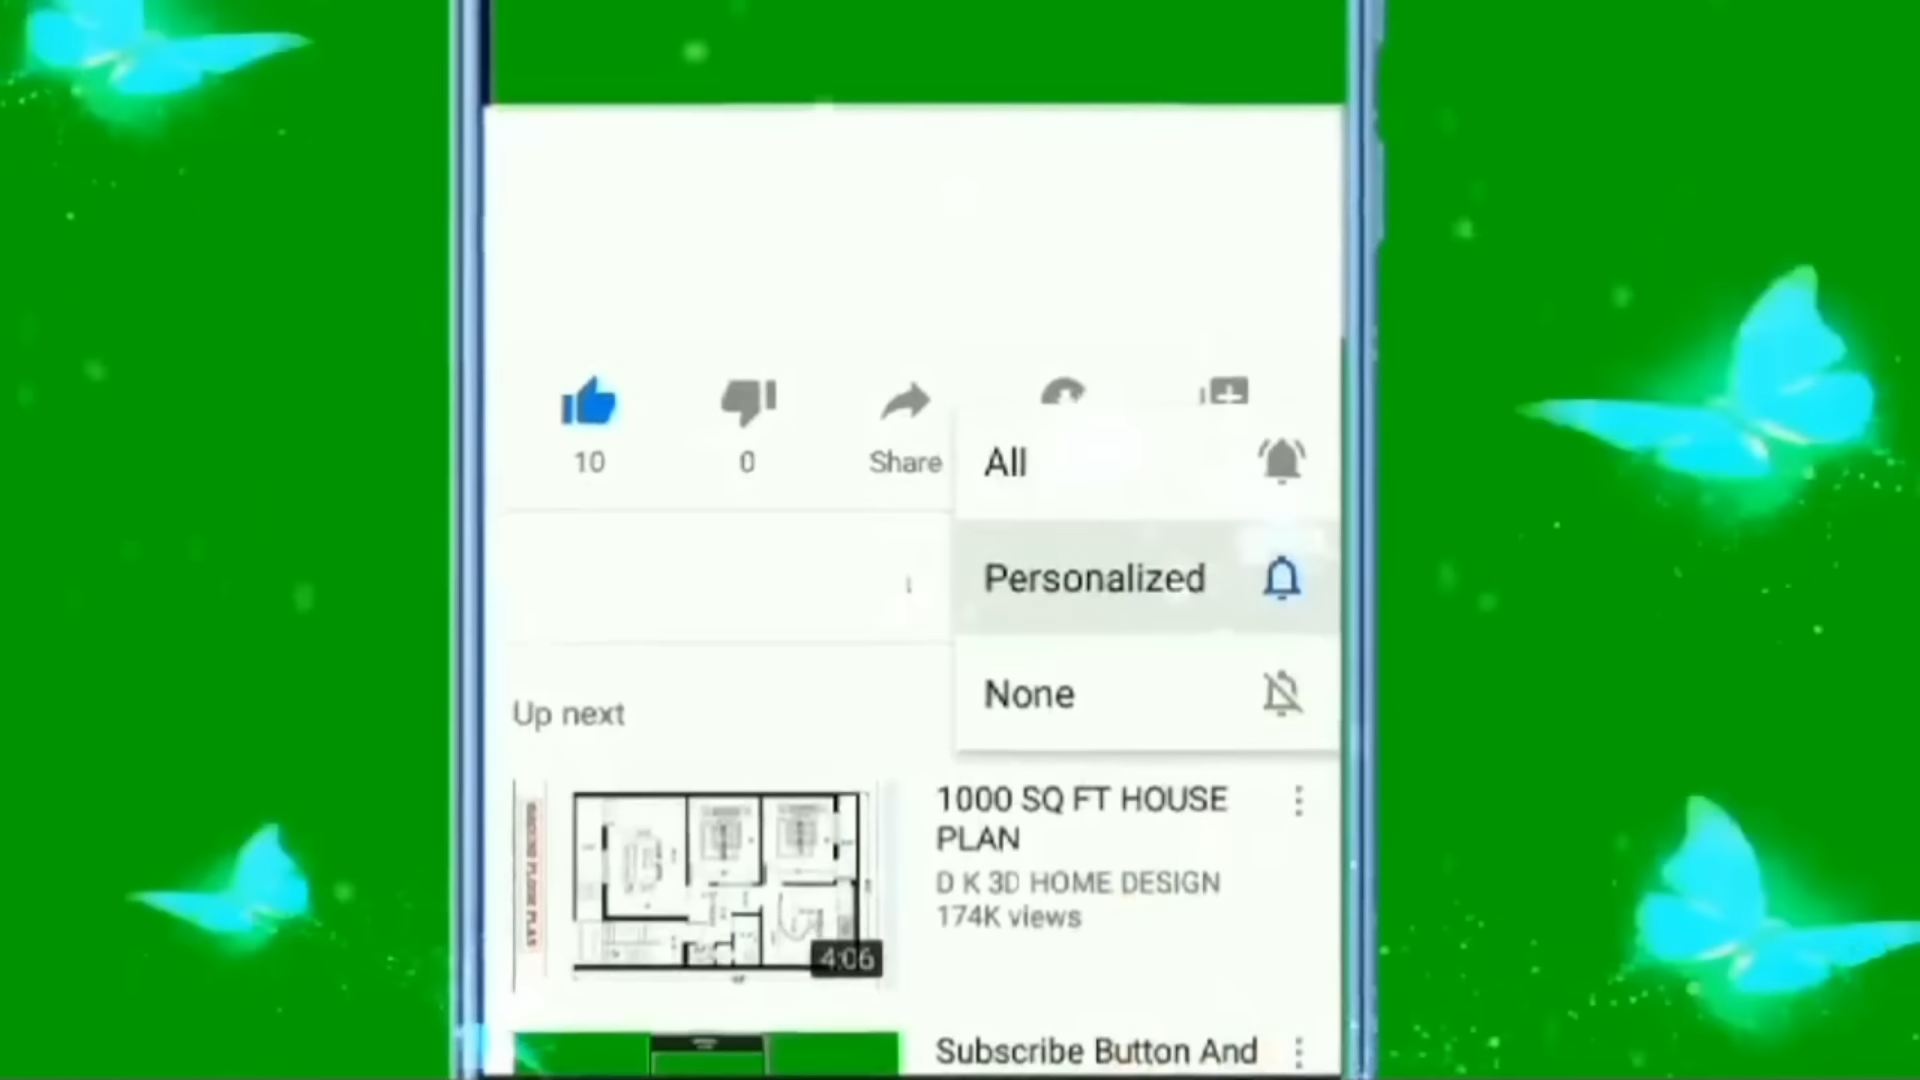 10
0
Share
All
Personalized
None
Up next
1000 SQ FT HOUSE
PLAN
D K 3D HOME DESIGN
174K views
4:06
Subscribe Button And